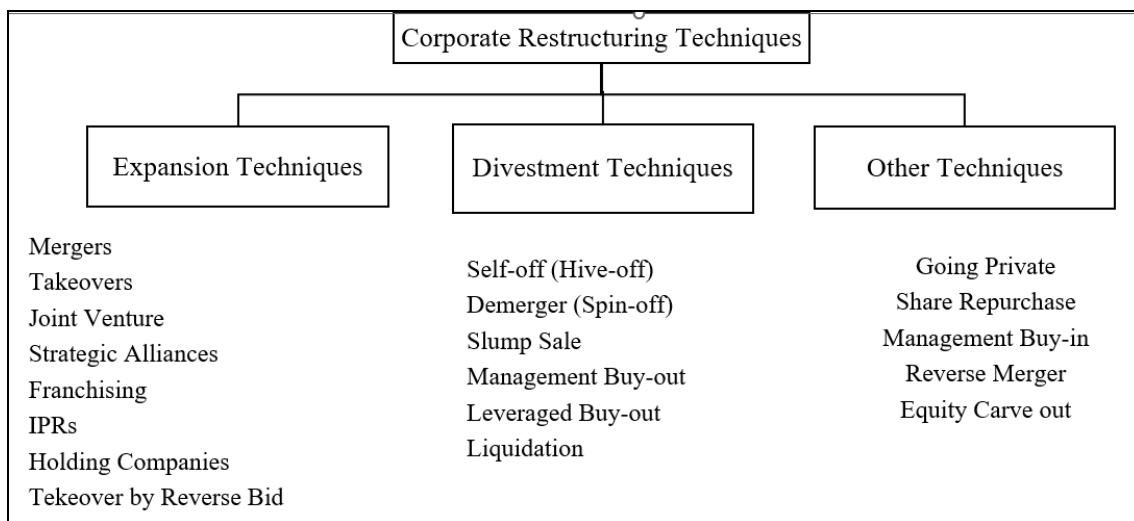 Corporate Restructuring Techniques
Expansion Techniques
Divestment Techniques
Other Techniques
Mergers
Takeovers
Joint Venture
Strategic Alliances
Franchising
IPRs
Holding Companies
Tekeover by Reverse Bid
Self-off (Hive-off)
Demerger (Spin-off)
Slump Sale
Management Buy-out
Leveraged Buy-out
Liquidation
Going Private
Share Repurchase
Management Buy-in
Reverse Merger
Equity Carve out